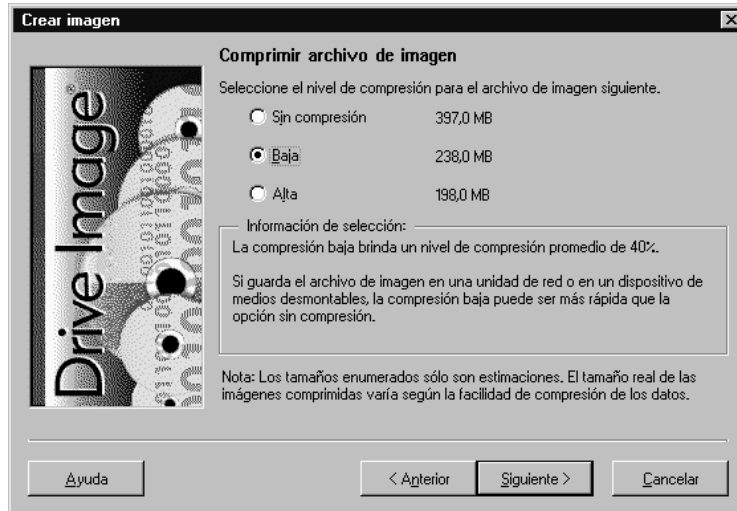 Crear imagen
Drive Image®
Comprimir archivo de imagen
Seleccione el nivel de compresión para el archivo de imagen siguiente.
Sin compresión 397,0 MB
Baja 238,0 MB
Alta 198,0 MB
Información de selección:
La compresión baja brinda un nivel de compresión promedio de 40%.
Si guarda el archivo de imagen en una unidad de red o en un dispositivo de
medios desmontables, la compresión baja puede ser más rápida que la
opción sin compresión.
Nota: Los tamaños enumerados sólo son estimaciones. El tamaño real de las
imágenes comprimidas varía según la facilidad de compresión de los datos.
Ayuda
< Anterior
Siguiente >
Cancelar